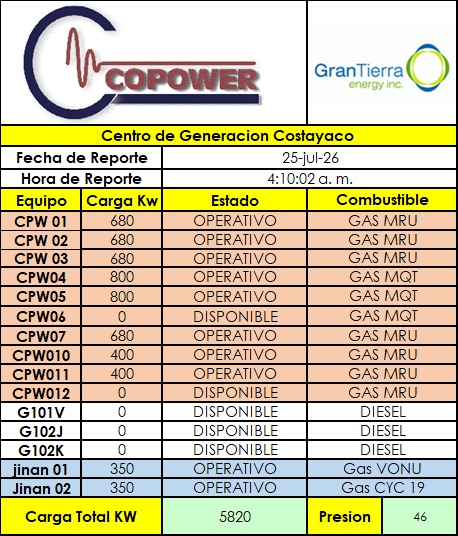 COPOWER
GranTierra
energy inc.
Centro de Generacion Costayaco
Fecha de Reporte 25-jul-26
Hora de Reporte 4:10:02 a. m.
Equipo Carga Kw Estado Combustible
CPW 01 680 OPERATIVO GAS MRU
CPW 02 680 OPERATIVO GAS MRU
CPW 03 680 OPERATIVO GAS MRU
CPW04 800 OPERATIVO GAS MQT
CPW05 800 OPERATIVO GAS MQT
CPW06 0 DISPONIBLE GAS MQT
CPW07 680 OPERATIVO GAS MRU
CPW010 400 OPERATIVO GAS MRU
CPW011 400 OPERATIVO GAS MRU
CPW012 0 DISPONIBLE GAS MRU
G101V 0 DISPONIBLE DIESEL
G102J 0 DISPONIBLE DIESEL
G102K 0 DISPONIBLE DIESEL
jinan 01 350 OPERATIVO Gas VONU
Jinan 02 350 OPERATIVO Gas CYC 19
Carga Total KW 5820 Presion 46